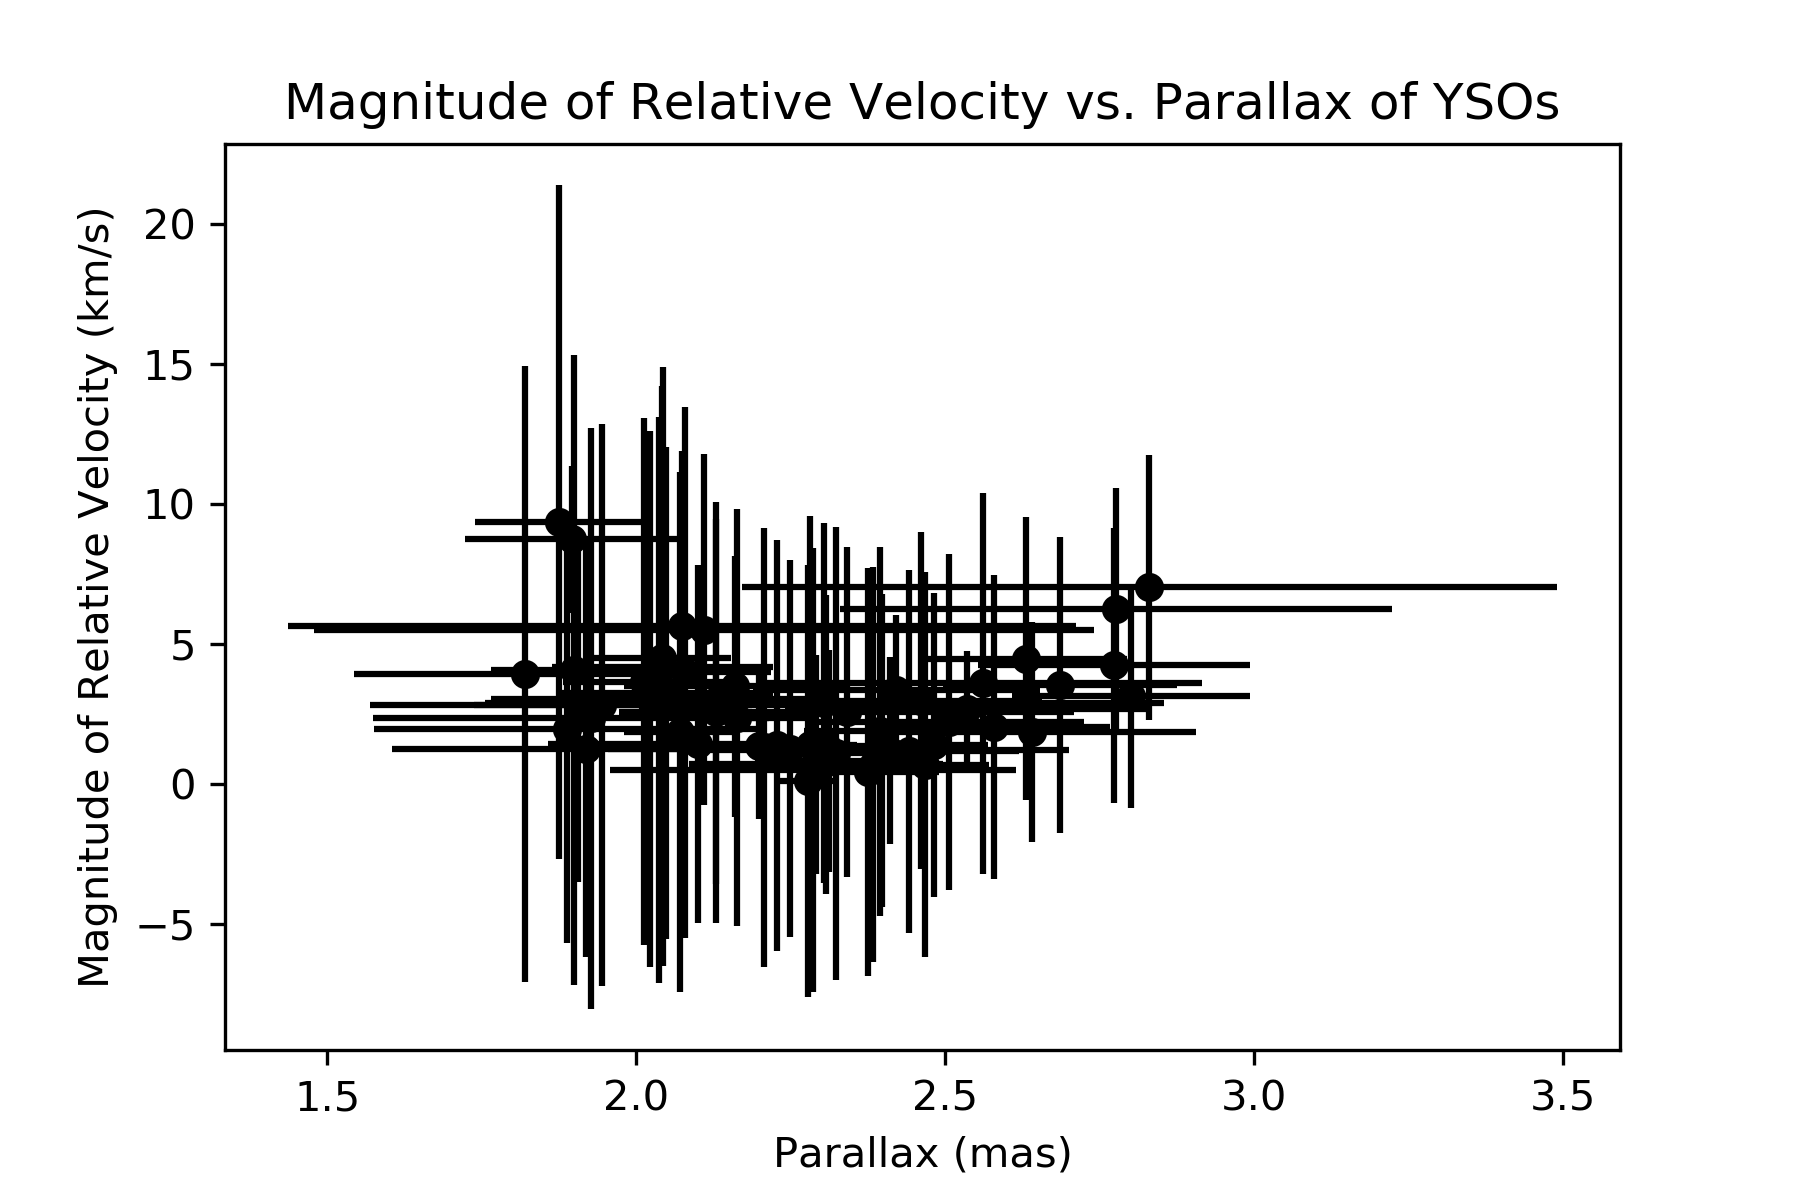 Magnitude of Relative Velocity vs. Parallax of YSOs
Magnitude of Relative Velocity (km/s)
20
15
10
5
0
−5
1.5 2.0 2.5 3.0 3.5
Parallax (mas)